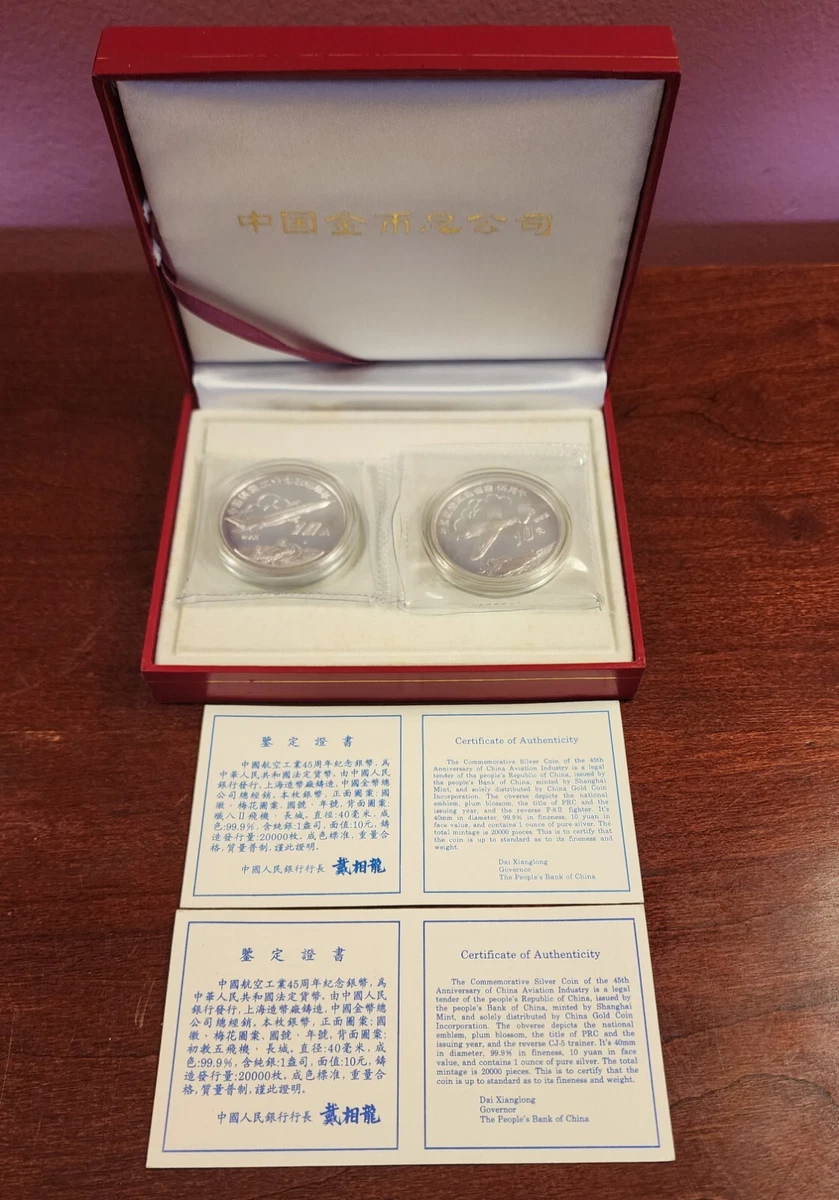 中国金币总公司
10元
10元
鉴定證書
中國航空工業45周年紀念銀幣,爲
中華人民共和國法定貨幣,由中國人民
銀行發行,上海造幣廠鑄造,中國金幣總
公司總經銷。本枚銀幣,正面圖案:國
徽、梅花圖案、國號、年號,背面圖案:
殲八Ⅱ飛機、長城。直徑:40毫米,成
色:99.9%,含純銀:1盎司,面值:10元,鑄
造發行量:20000枚。成色標准,重量合
格,質量普制,謹此證明。
中國人民銀行行長 戴相龍
Certificate of Authenticity
The Commemorative Silver Coin of the 45th
Anniversary of China Aviation Industry is a legal
tender of the people's Republic of China, issued by
the people's Bank of China, minted by Shanghai
Mint, and solely distributed by China Gold Coin
Incorporation. The obverse depicts the national
emblem, plum blossom, the title of PRC and the
issuing year, and the reverse F-8Ⅱ fighter. It's
40mm in diameter, 99.9% in fineness, 10 yuan in
face value, and contains 1 ounce of pure silver. The
total mintage is 20000 pieces. This is to certify that
the coin is up to standard as to its fineness and
weight.
Dai Xianglong
Governor
The People's Bank of China
鉴定證書
中國航空工業45周年紀念銀幣,爲
中華人民共和國法定貨幣,由中國人民
銀行發行,上海造幣廠鑄造,中國金幣總
公司總經銷。本枚銀幣,正面圖案:國
徽、梅花圖案、國號、年號,背面圖案:
初教五飛機、長城。直徑:40毫米,成
色:99.9%,含純銀:1盎司,面值:10元,鑄
造發行量:20000枚。成色標准,重量合
格,質量普制,謹此證明。
中國人民銀行行長 戴相龍
Certificate of Authenticity
The Commemorative Silver Coin of the 45th
Anniversary of China Aviation Industry is a legal
tender of the people's Republic of China, issued by
the people's Bank of China, minted by Shanghai
Mint, and solely distributed by China Gold Coin
Incorporation. The obverse depicts the national
emblem, plum blossom, the title of PRC and the
issuing year, and the reverse CJ-5 trainer. It's 40mm
in diameter, 99.9% in fineness, 10 yuan in face
value, and contains 1 ounce of pure silver. The total
mintage is 20000 pieces. This is to certify that the
coin is up to standard as to its fineness and weight.
Dai Xianglong
Governor
The People's Bank of China